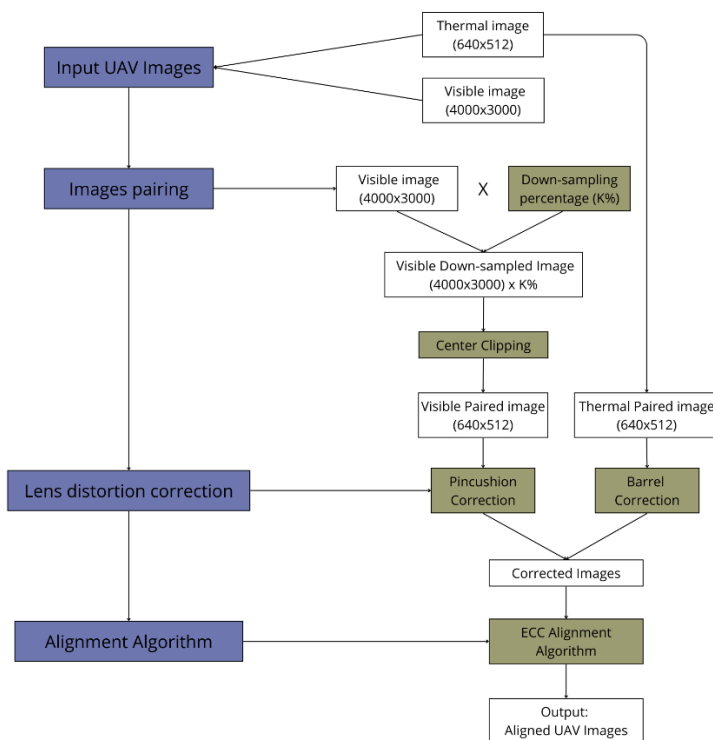 Thermal image
(640x512)
Input UAV Images
Visible image
(4000x3000)
Images pairing
Visible image
(4000x3000)
X
Down-sampling
percentage (K%)
Visible Down-sampled Image
(4000x3000) x K%
Center Clipping
Visible Paired image
(640x512)
Thermal Paired image
(640x512)
Lens distortion correction
Pincushion
Correction
Barrel
Correction
Corrected Images
Alignment Algorithm
ECC Alignment
Algorithm
Output:
Aligned UAV Images